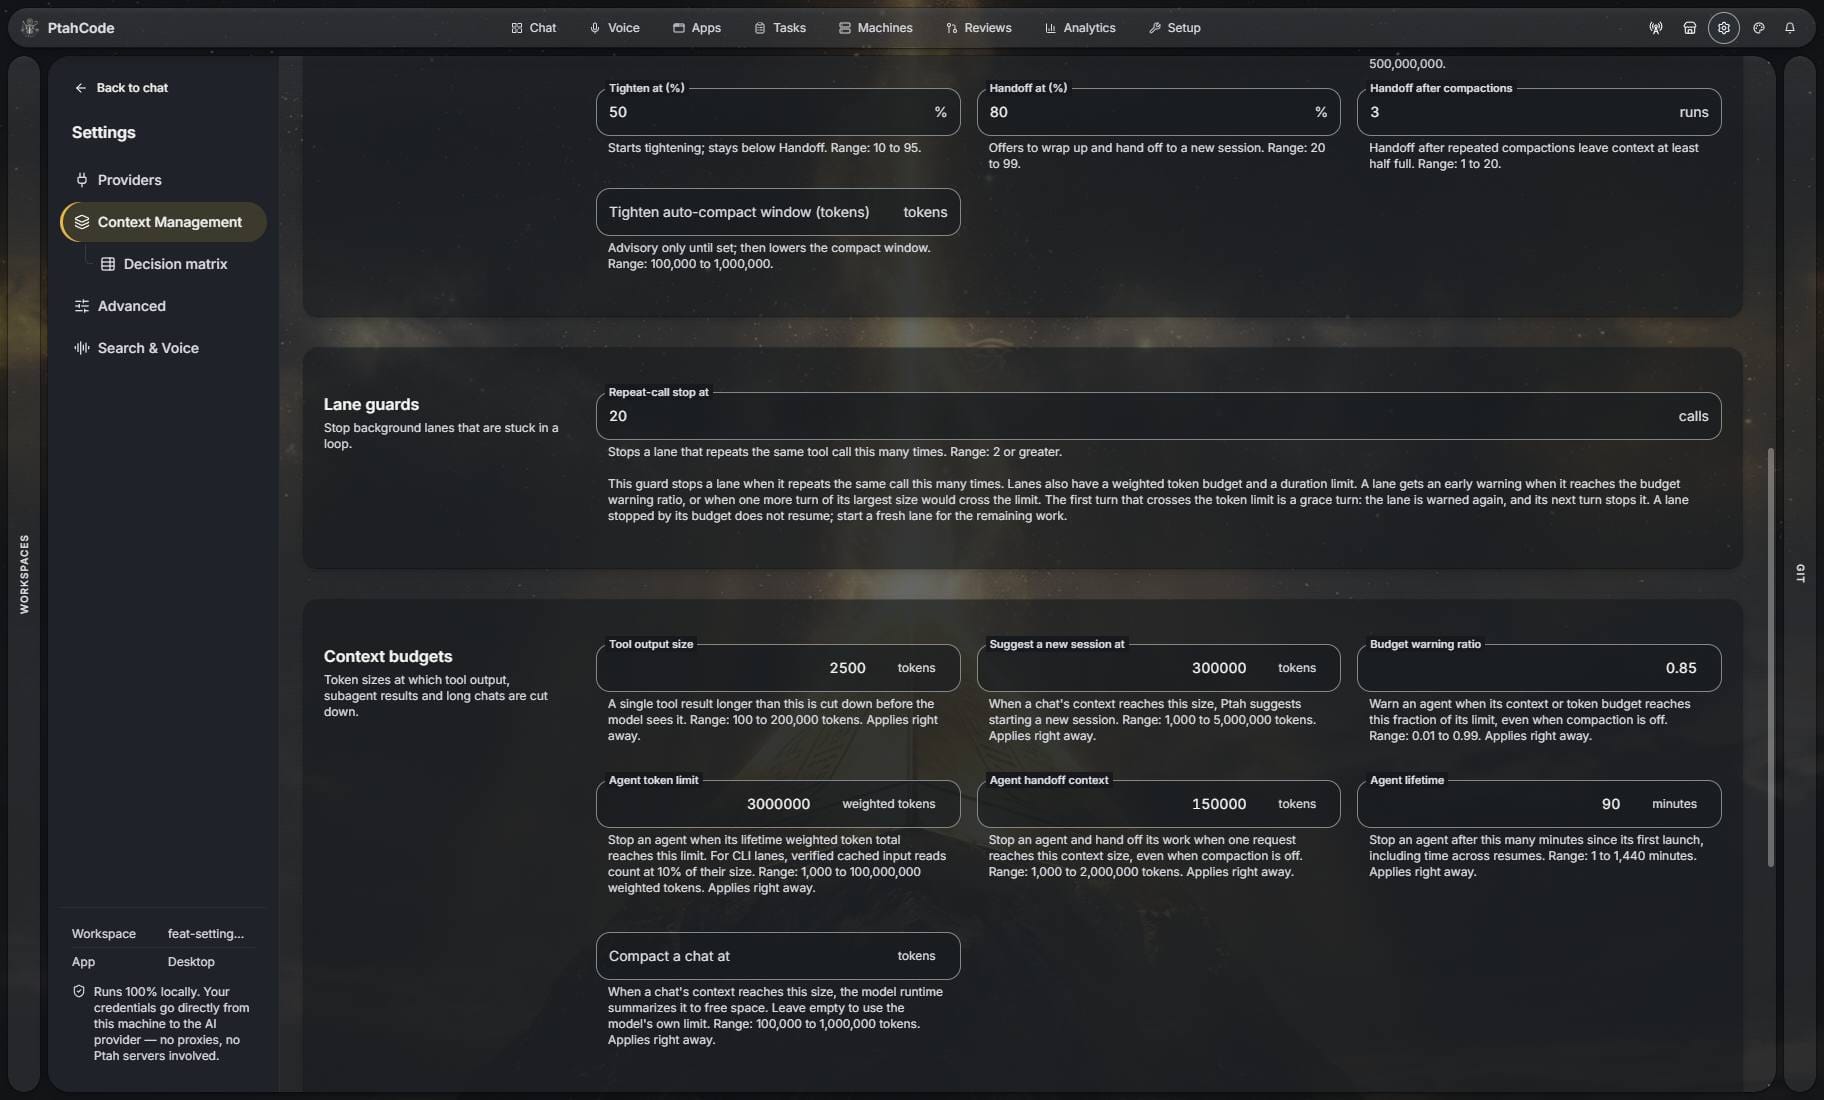 PtahCode
Chat
Voice
Apps
Tasks
Machines
Reviews
Analytics
Setup
WORKSPACES
Back to chat
Settings
Providers
Context Management
Decision matrix
Advanced
Search & Voice
Workspace feat-setting...
App Desktop
Runs 100% locally. Your
credentials go directly from
this machine to the AI
provider — no proxies, no
Ptah servers involved.
500,000,000.
Tighten at (%)
50 %
Starts tightening; stays below Handoff. Range: 10 to 95.
Handoff at (%)
80 %
Offers to wrap up and hand off to a new session. Range: 20
to 99.
Handoff after compactions
3 runs
Handoff after repeated compactions leave context at least
half full. Range: 1 to 20.
Tighten auto-compact window (tokens) tokens
Advisory only until set; then lowers the compact window.
Range: 100,000 to 1,000,000.
Lane guards
Stop background lanes that are stuck in a
loop.
Repeat-call stop at
20 calls
Stops a lane that repeats the same tool call this many times. Range: 2 or greater.
This guard stops a lane when it repeats the same call this many times. Lanes also have a weighted token budget and a duration limit. A lane gets an early warning when it reaches the budget
warning ratio, or when one more turn of its largest size would cross the limit. The first turn that crosses the token limit is a grace turn: the lane is warned again, and its next turn stops it. A lane
stopped by its budget does not resume; start a fresh lane for the remaining work.
Context budgets
Token sizes at which tool output,
subagent results and long chats are cut
down.
Tool output size
2500 tokens
A single tool result longer than this is cut down before the
model sees it. Range: 100 to 200,000 tokens. Applies right
away.
Suggest a new session at
300000 tokens
When a chat's context reaches this size, Ptah suggests
starting a new session. Range: 1,000 to 5,000,000 tokens.
Applies right away.
Budget warning ratio
0.85
Warn an agent when its context or token budget reaches
this fraction of its limit, even when compaction is off.
Range: 0.01 to 0.99. Applies right away.
Agent token limit
3000000 weighted tokens
Stop an agent when its lifetime weighted token total
reaches this limit. For CLI lanes, verified cached input reads
count at 10% of their size. Range: 1,000 to 100,000,000
weighted tokens. Applies right away.
Agent handoff context
150000 tokens
Stop an agent and hand off its work when one request
reaches this context size, even when compaction is off.
Range: 1,000 to 2,000,000 tokens. Applies right away.
Agent lifetime
90 minutes
Stop an agent after this many minutes since its first launch,
including time across resumes. Range: 1 to 1,440 minutes.
Applies right away.
Compact a chat at tokens
When a chat's context reaches this size, the model runtime
summarizes it to free space. Leave empty to use the
model's own limit. Range: 100,000 to 1,000,000 tokens.
Applies right away.
GIT